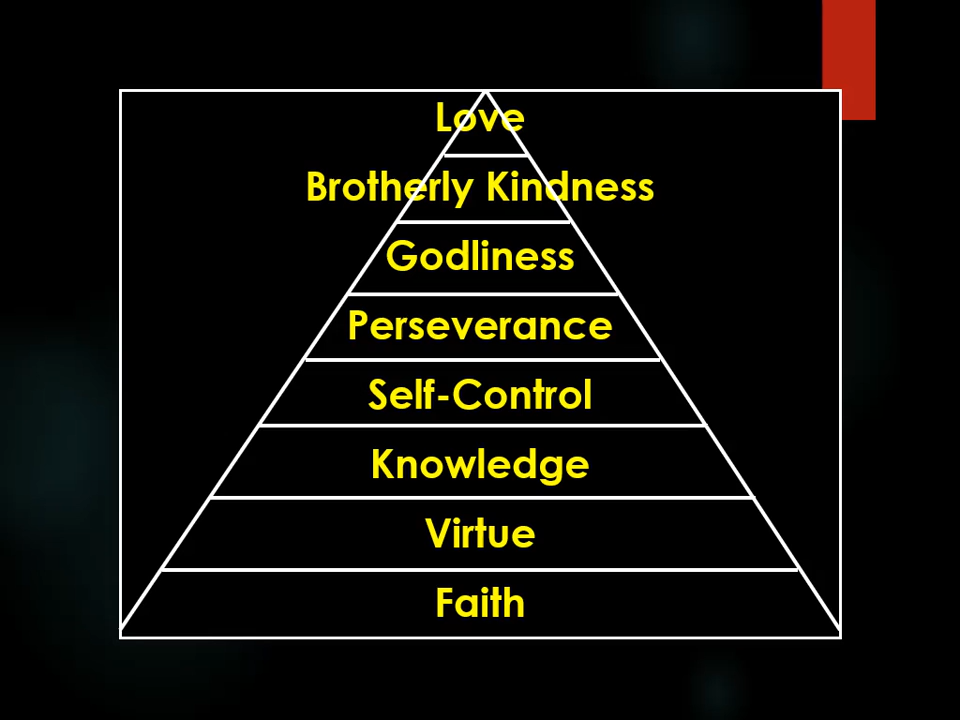 Love
Brotherly Kindness
Godliness
Perseverance
Self-Control
Knowledge
Virtue
Faith